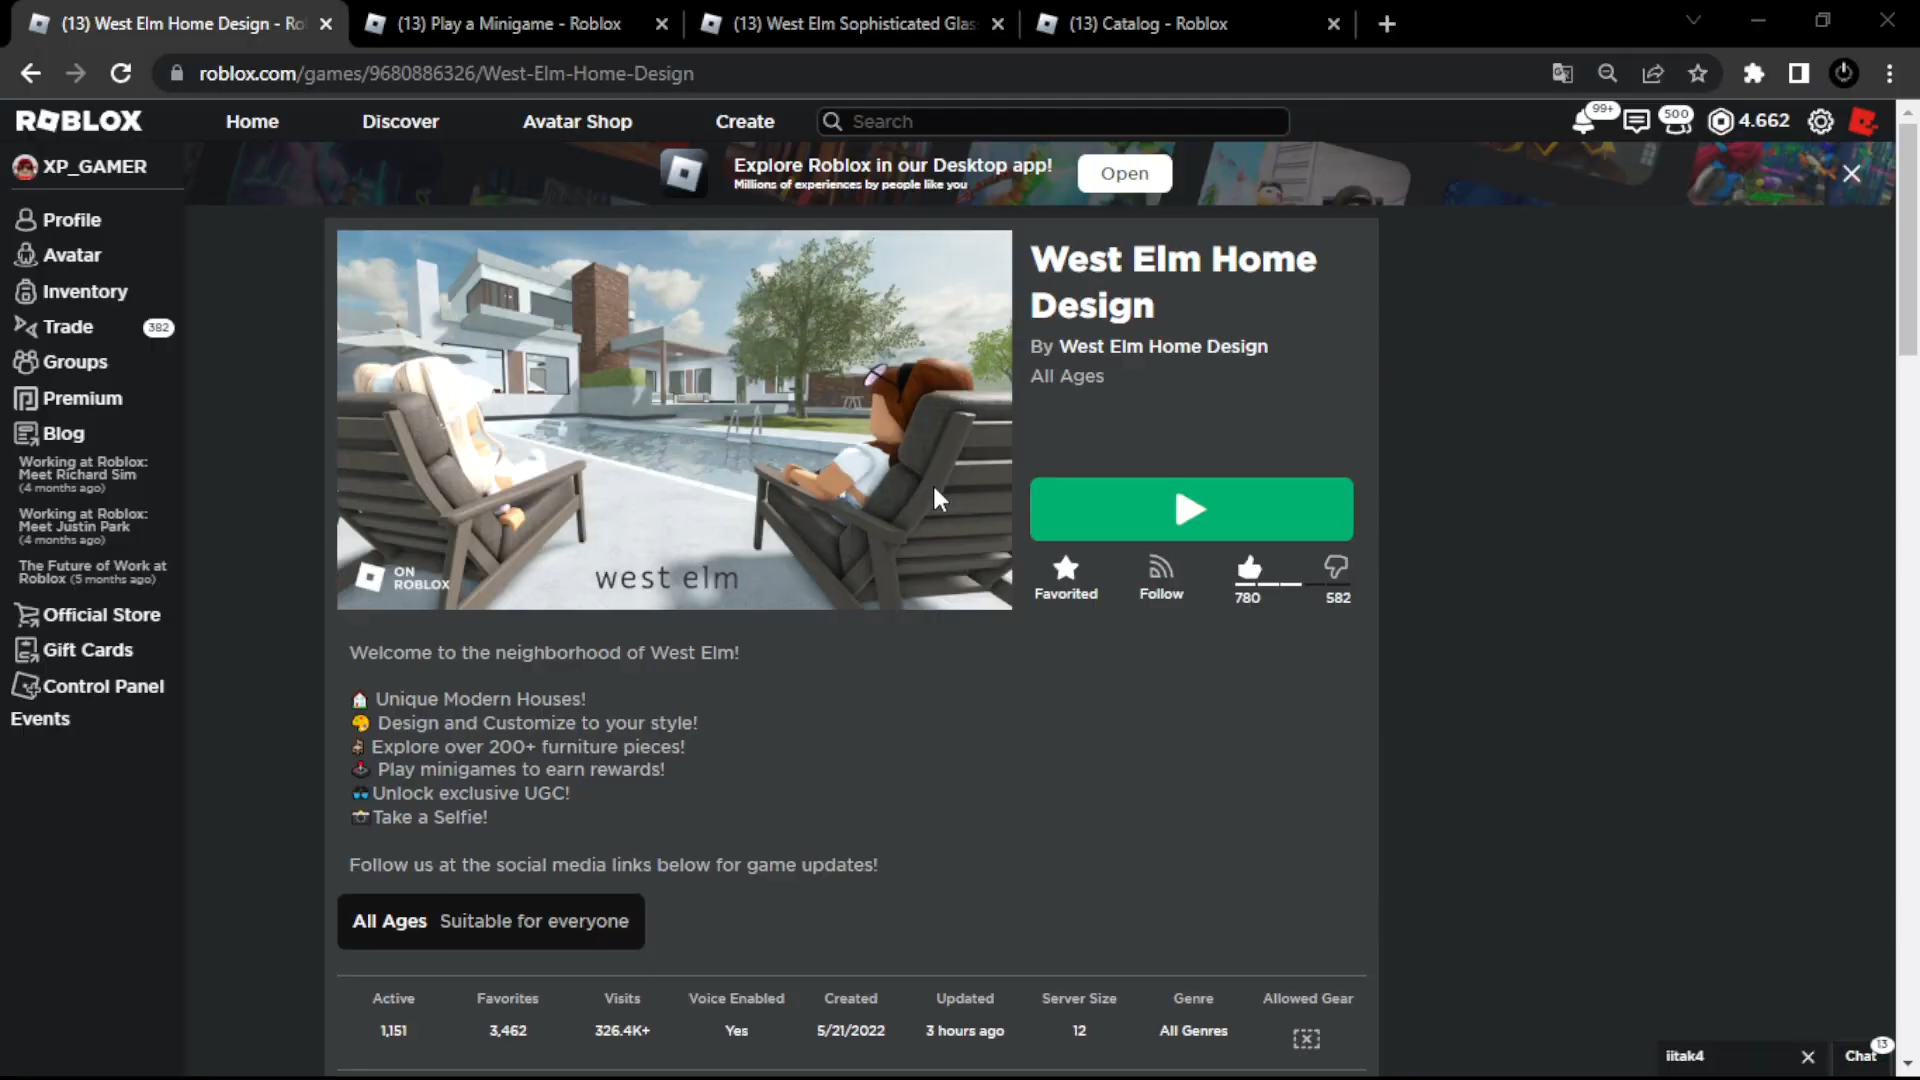 (13) West Elm Home Design - Ro
(13) Play a Minigame - Roblox
(13) West Elm Sophisticated Glas
(13) Catalog - Roblox
roblox.com/games/9680886326/West-Elm-Home-Design
ROBLOX
Home
Discover
Avatar Shop
Create
Search
99+
500
4.662
XP_GAMER
Explore Roblox in our Desktop app!
Millions of experiences by people like you
Open
Profile
Avatar
Inventory
Trade
382
Groups
Premium
Blog
Working at Roblox:
Meet Richard Sim
(4 months ago)
Working at Roblox:
Meet Justin Park
(4 months ago)
The Future of Work at
Roblox (5 months ago)
Official Store
Gift Cards
Control Panel
Events
ON
ROBLOX
west elm
West Elm Home
Design
By West Elm Home Design
All Ages
Favorited
Follow
780
582
Welcome to the neighborhood of West Elm!
Unique Modern Houses!
Design and Customize to your style!
Explore over 200+ furniture pieces!
Play minigames to earn rewards!
Unlock exclusive UGC!
Take a Selfie!
Follow us at the social media links below for game updates!
All Ages Suitable for everyone
Active Favorites Visits Voice Enabled Created Updated Server Size Genre Allowed Gear
1,151 3,462 326.4K+ Yes 5/21/2022 3 hours ago 12 All Genres
iitak4
Chat
13